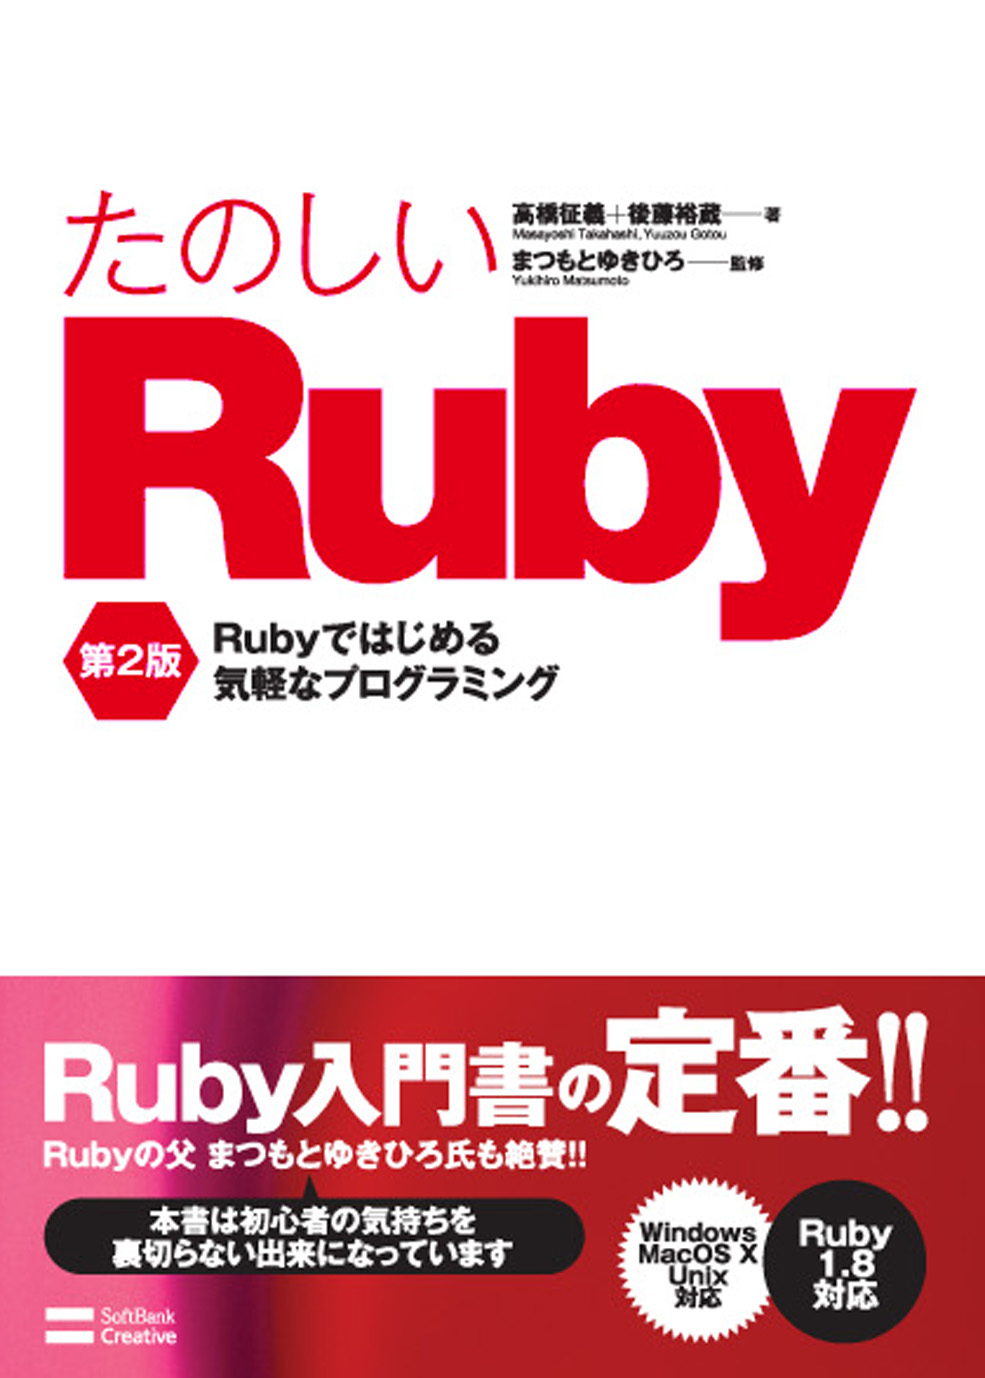 たのしい
高橋征義＋後藤裕蔵――著
Masayoshi Takahashi, Yuuzou Gotou
まつもとゆきひろ――監修
Yukihiro Matsumoto
Ruby
第2版
Rubyではじめる
気軽なプログラミング
Ruby入門書の定番!!
Rubyの父 まつもとゆきひろ氏も絶賛!!
本書は初心者の気持ちを
裏切らない出来になっています
Windows
MacOS X
Unix
対応
Ruby
1.8
対応
SoftBank
Creative